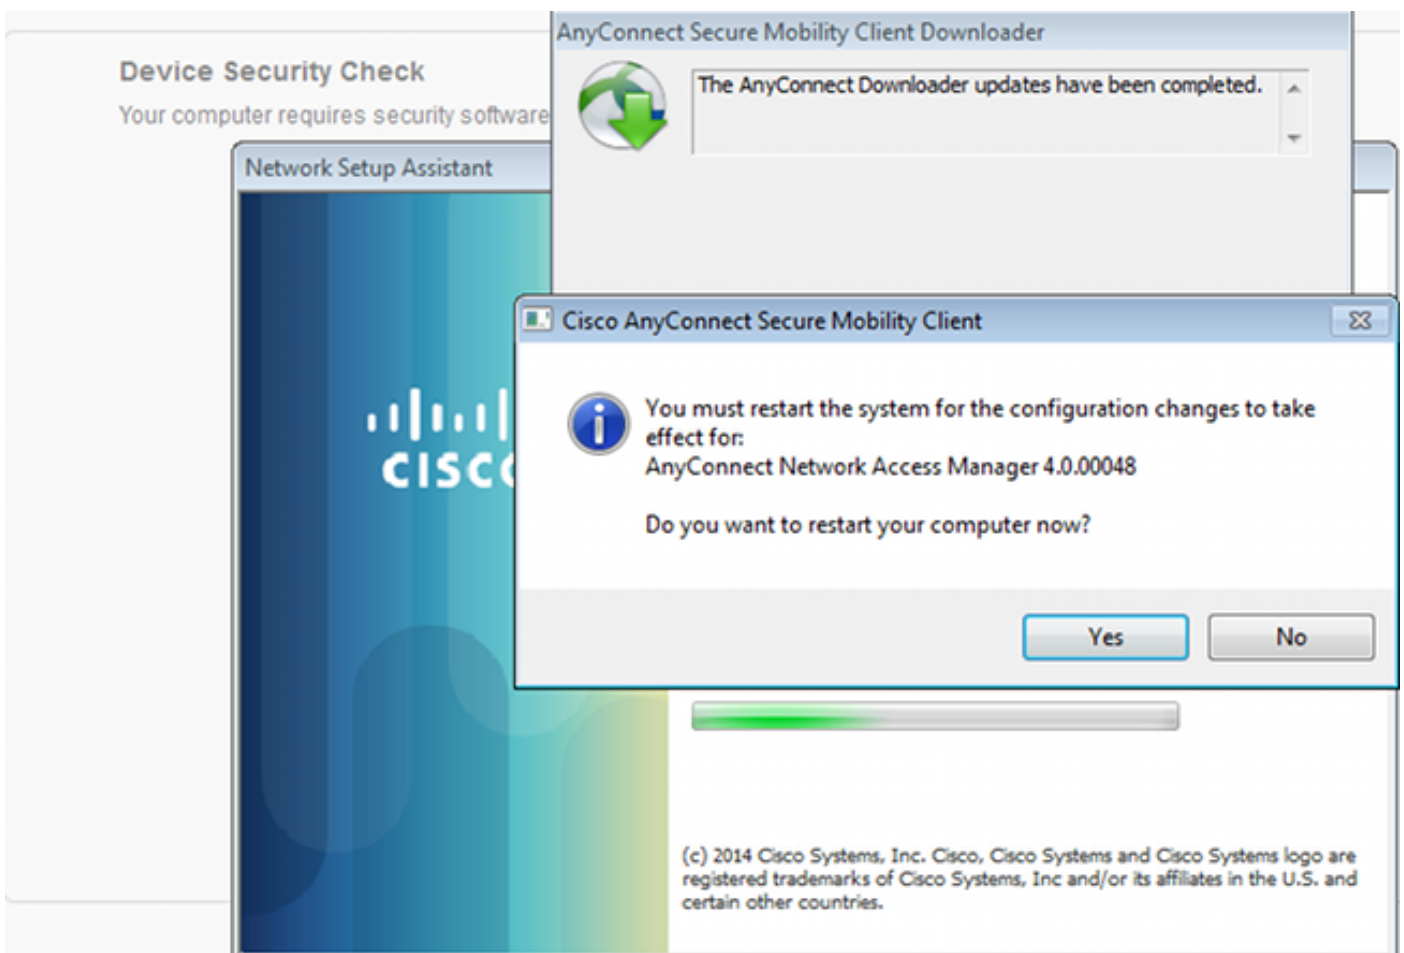 AnyConnect Secure Mobility Client Downloader
Device Security Check
The AnyConnect Downloader updates have been completed.
Your computer requires security software
Network Setup Assistant
Cisco AnyConnect Secure Mobility Client
You must restart the system for the configuration changes to take
effect for:
AnyConnect Network Access Manager 4.0.00048
CISC
Do you want to restart your computer now?
Yes
No
(c) 2014 Cisco Systems, Inc. Cisco, Cisco Systems and Cisco Systems logo are
registered trademarks of Cisco Systems, Inc and/or its affiliates in the U.S. and
certain other countries.